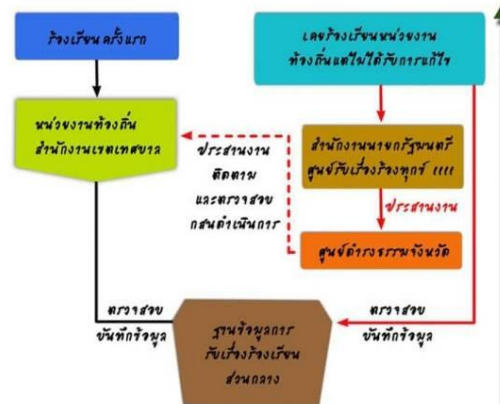 ร้องเรียนครั้งแรก
เคยร้องเรียนหน่วยงาน
ท้องถิ่นแต่ไม่ได้รับการแก้ไข
หน่วยงานท้องถิ่น
สำนักงานเขตเทศบาล
สำนักงานนายกรัฐมนตรี
ศูนย์รับเรื่องร้องทุกข์ 1111
ประสานงาน
ติดตาม
และตรวจสอบ
กสนดำเนินการ
ประสานงาน
ศูนย์ดำรงธรรมจังหวัด
ตรวจสอบ
บันทึกข้อมูล
ฐานข้อมูลการ
รับเรื่องร้องเรียน
ส่วนกลาง
ตรวจสอบ
บันทึกข้อมูล